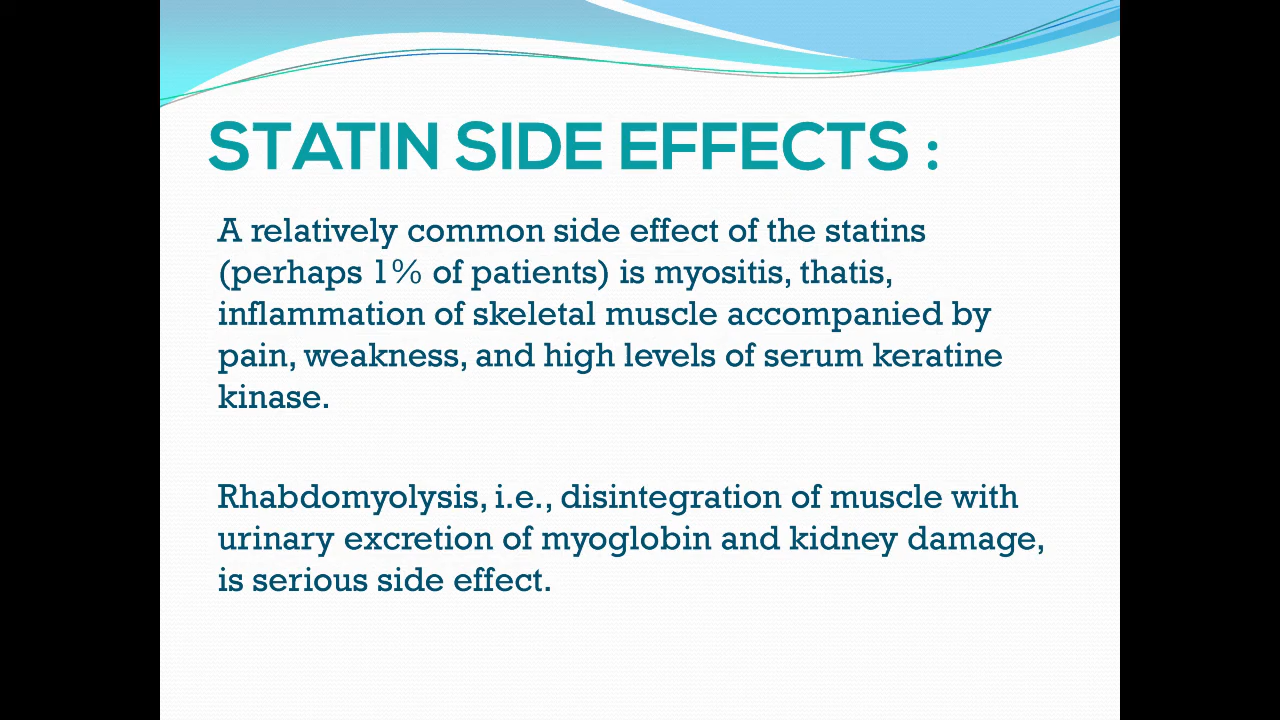 STATIN SIDE EFFECTS :
A relatively common side effect of the statins
(perhaps 1% of patients) is myositis, thatis,
inflammation of skeletal muscle accompanied by
pain, weakness, and high levels of serum keratine
kinase.
Rhabdomyolysis, i.e., disintegration of muscle with
urinary excretion of myoglobin and kidney damage,
is serious side effect.